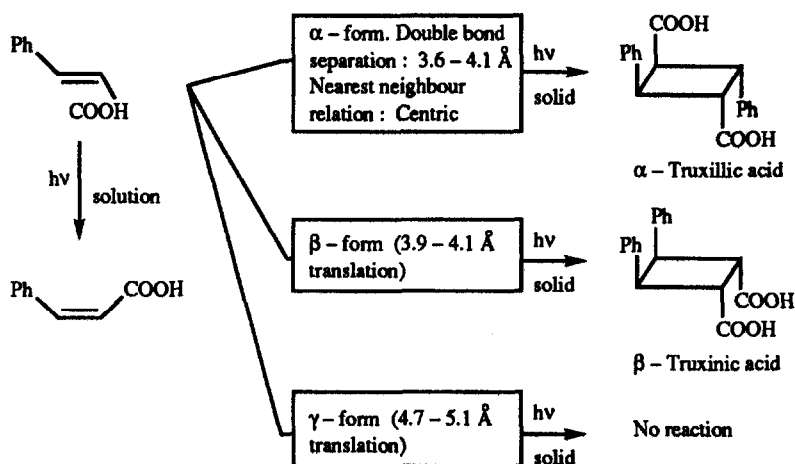 Ph
COOH
hν
solution
Ph
COOH
α – form. Double bond
separation : 3.6 – 4.1 Å
Nearest neighbour
relation : Centric
hν
solid
COOH
Ph
Ph
COOH
α – Truxillic acid
β – form (3.9 – 4.1 Å
translation)
hν
solid
Ph
Ph
COOH
COOH
β – Truxinic acid
γ – form (4.7 – 5.1 Å
translation)
hν
solid
No reaction